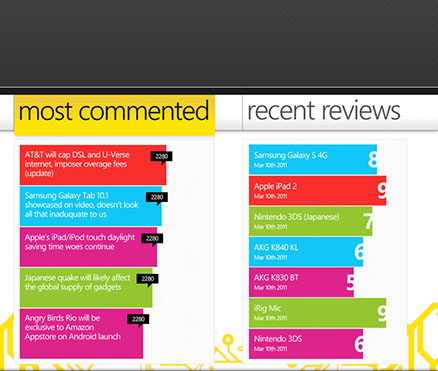 most commented
AT&T will cap DSL and U-Verse
internet, imposer overage fees
(update)
2280
Samsung Galaxy Tab 10.1
showcased on video, doesn't look
all that inaduquate to us
2280
Apple's iPad/iPod touch daylight
saving time woes continue
2280
Japanese quake will likely affect
the global supply of gadgets
2280
Angry Birds Rio will be
exclusive to Amazon
Appstore on Android launch
2280
recent reviews
Samsung Galaxy S 4G
Mar 10th 2011
8
Apple iPad 2
Mar 10th 2011
9
Nintendo 3DS (Japanese)
Mar 10th 2011
7
AKG K840 KL
Mar 10th 2011
6
AKG K830 BT
Mar 10th 2011
5
iRig Mic
Mar 10th 2011
9
Nintendo 3DS
Mar 10th 2011
6